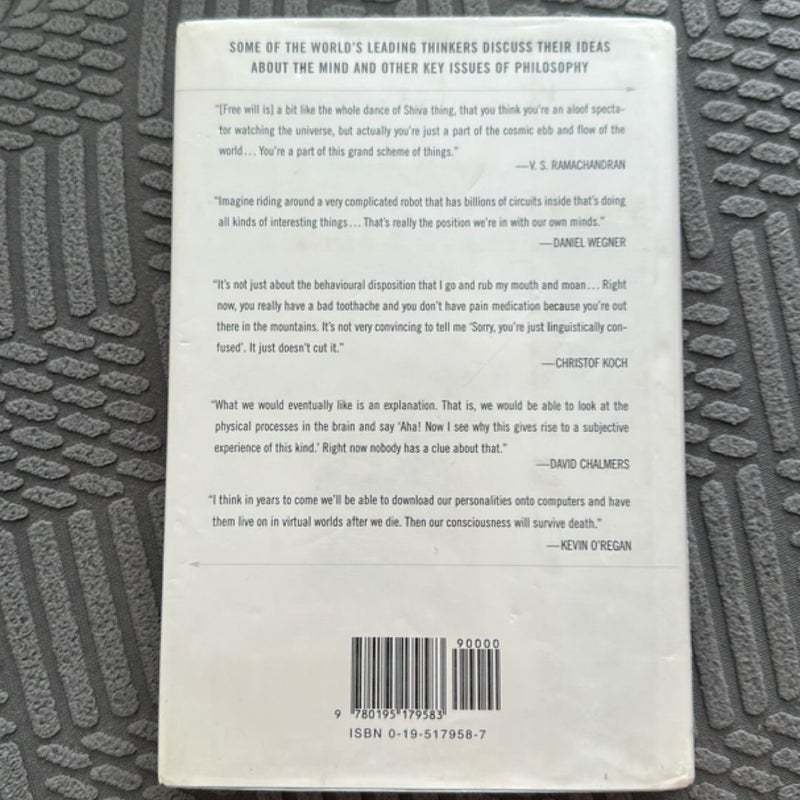 SOME OF THE WORLD'S LEADING THINKERS DISCUSS THEIR IDEAS
ABOUT THE MIND AND OTHER KEY ISSUES OF PHILOSOPHY
"[Free will is] a bit like the whole dance of Shiva thing, that you think you're an aloof specta-
tor watching the universe, but actually you're just a part of the cosmic ebb and flow of the
world... You're a part of this grand scheme of things."
—V. S. RAMACHANDRAN
"Imagine riding around a very complicated robot that has billions of circuits inside that's doing
all kinds of interesting things... That's really the position we're in with our own minds."
—DANIEL WEGNER
"It's not just about the behavioural disposition that I go and rub my mouth and moan... Right
now, you really have a bad toothache and you don't have pain medication because you're out
there in the mountains. It's not very convincing to tell me 'Sorry, you're just linguistically con-
fused'. It just doesn't cut it."
—CHRISTOF KOCH
"What we would eventually like is an explanation. That is, we would be able to look at the
physical processes in the brain and say 'Aha! Now I see why this gives rise to a subjective
experience of this kind.' Right now nobody has a clue about that."
—DAVID CHALMERS
"I think in years to come we'll be able to download our personalities onto computers and have
them live on in virtual worlds after we die. Then our consciousness will survive death."
—KEVIN O'REGAN
90000
9 780195 179583
ISBN 0-19-517958-7